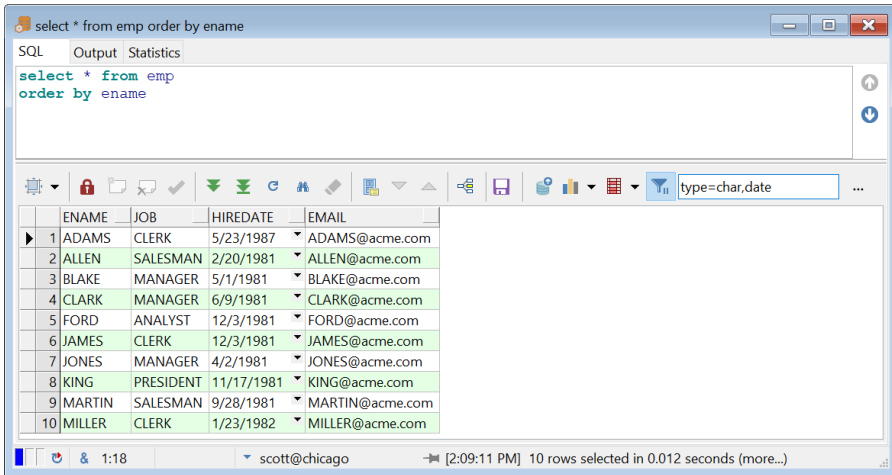 select * from emp order by ename
SQL Output Statistics
select * from emp
order by ename
type=char,date
...
ENAME JOB HIREDATE EMAIL
1 ADAMS CLERK 5/23/1987 ADAMS@acme.com
2 ALLEN SALESMAN 2/20/1981 ALLEN@acme.com
3 BLAKE MANAGER 5/1/1981 BLAKE@acme.com
4 CLARK MANAGER 6/9/1981 CLARK@acme.com
5 FORD ANALYST 12/3/1981 FORD@acme.com
6 JAMES CLERK 12/3/1981 JAMES@acme.com
7 JONES MANAGER 4/2/1981 JONES@acme.com
8 KING PRESIDENT 11/17/1981 KING@acme.com
9 MARTIN SALESMAN 9/28/1981 MARTIN@acme.com
10 MILLER CLERK 1/23/1982 MILLER@acme.com
& 1:18 scott@chicago [2:09:11 PM] 10 rows selected in 0.012 seconds (more...)